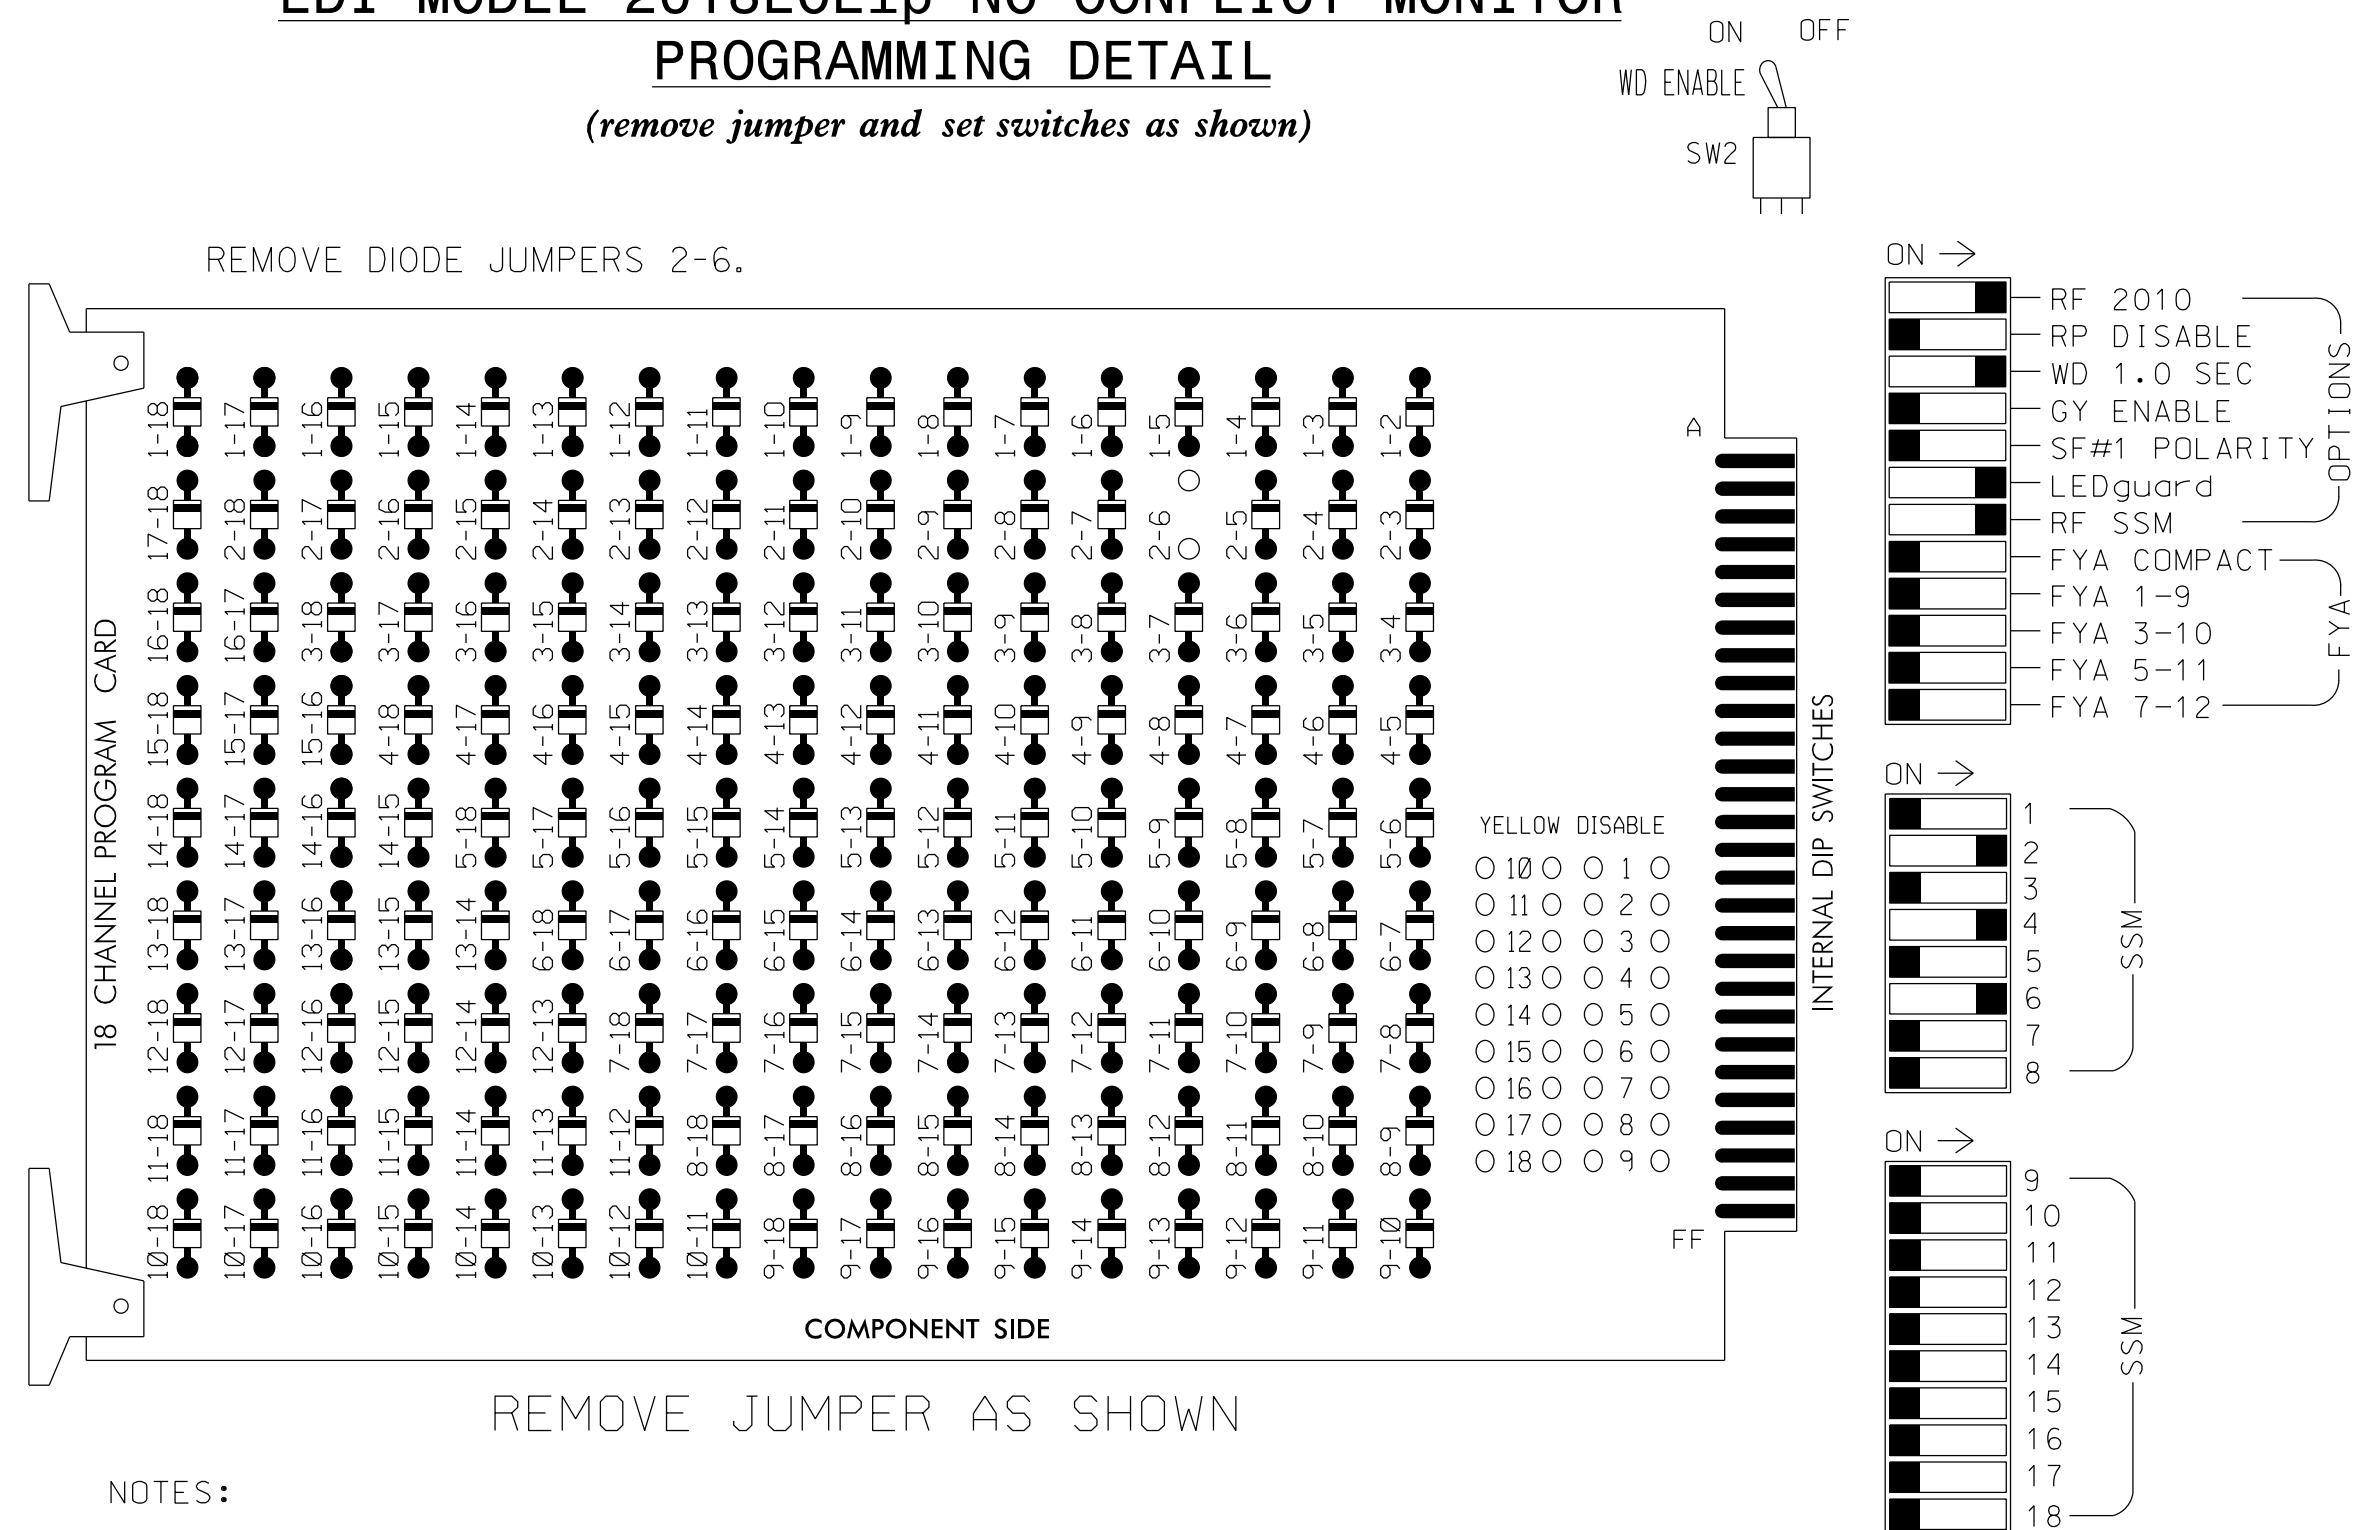 EDI MODEL 2018ECLip-NC CONFLICT MONITOR
PROGRAMMING DETAIL
(remove jumper and set switches as shown)
ON OFF
WD ENABLE
SW2
REMOVE DIODE JUMPERS 2-6.
18 CHANNEL PROGRAM CARD
1-18 1-17 1-16 1-15 1-14 1-13 1-12 1-11 1-10 1-9 1-8 1-7 1-6 1-5 1-4 1-3 1-2
17-18 2-18 2-17 2-16 2-15 2-14 2-13 2-12 2-11 2-10 2-9 2-8 2-7 2-6 2-5 2-4 2-3
16-18 16-17 3-18 3-17 3-16 3-15 3-14 3-13 3-12 3-11 3-10 3-9 3-8 3-7 3-6 3-5 3-4
15-18 15-17 15-16 4-18 4-17 4-16 4-15 4-14 4-13 4-12 4-11 4-10 4-9 4-8 4-7 4-6 4-5
14-18 14-17 14-16 14-15 5-18 5-17 5-16 5-15 5-14 5-13 5-12 5-11 5-10 5-9 5-8 5-7 5-6
13-18 13-17 13-16 13-15 13-14 6-18 6-17 6-16 6-15 6-14 6-13 6-12 6-11 6-10 6-9 6-8 6-7
12-18 12-17 12-16 12-15 12-14 12-13 7-18 7-17 7-16 7-15 7-14 7-13 7-12 7-11 7-10 7-9 7-8
11-18 11-17 11-16 11-15 11-14 11-13 11-12 8-18 8-17 8-16 8-15 8-14 8-13 8-12 8-11 8-10 8-9
10-18 10-17 10-16 10-15 10-14 10-13 10-12 10-11 9-18 9-17 9-16 9-15 9-14 9-13 9-12 9-11 9-10
YELLOW DISABLE
10 1
11 2
12 3
13 4
14 5
15 6
16 7
17 8
18 9
A
FF
COMPONENT SIDE
REMOVE JUMPER AS SHOWN
NOTES:
INTERNAL DIP SWITCHES
ON →
RF 2010
RP DISABLE
WD 1.0 SEC
GY ENABLE
SF#1 POLARITY
LEDguard
RF SSM
OPTIONS
FYA COMPACT
FYA 1-9
FYA 3-10
FYA 5-11
FYA 7-12
FYA
ON →
1
2
3
4
5
6
7
8
SSM
ON →
9
10
11
12
13
14
15
16
17
18
SSM